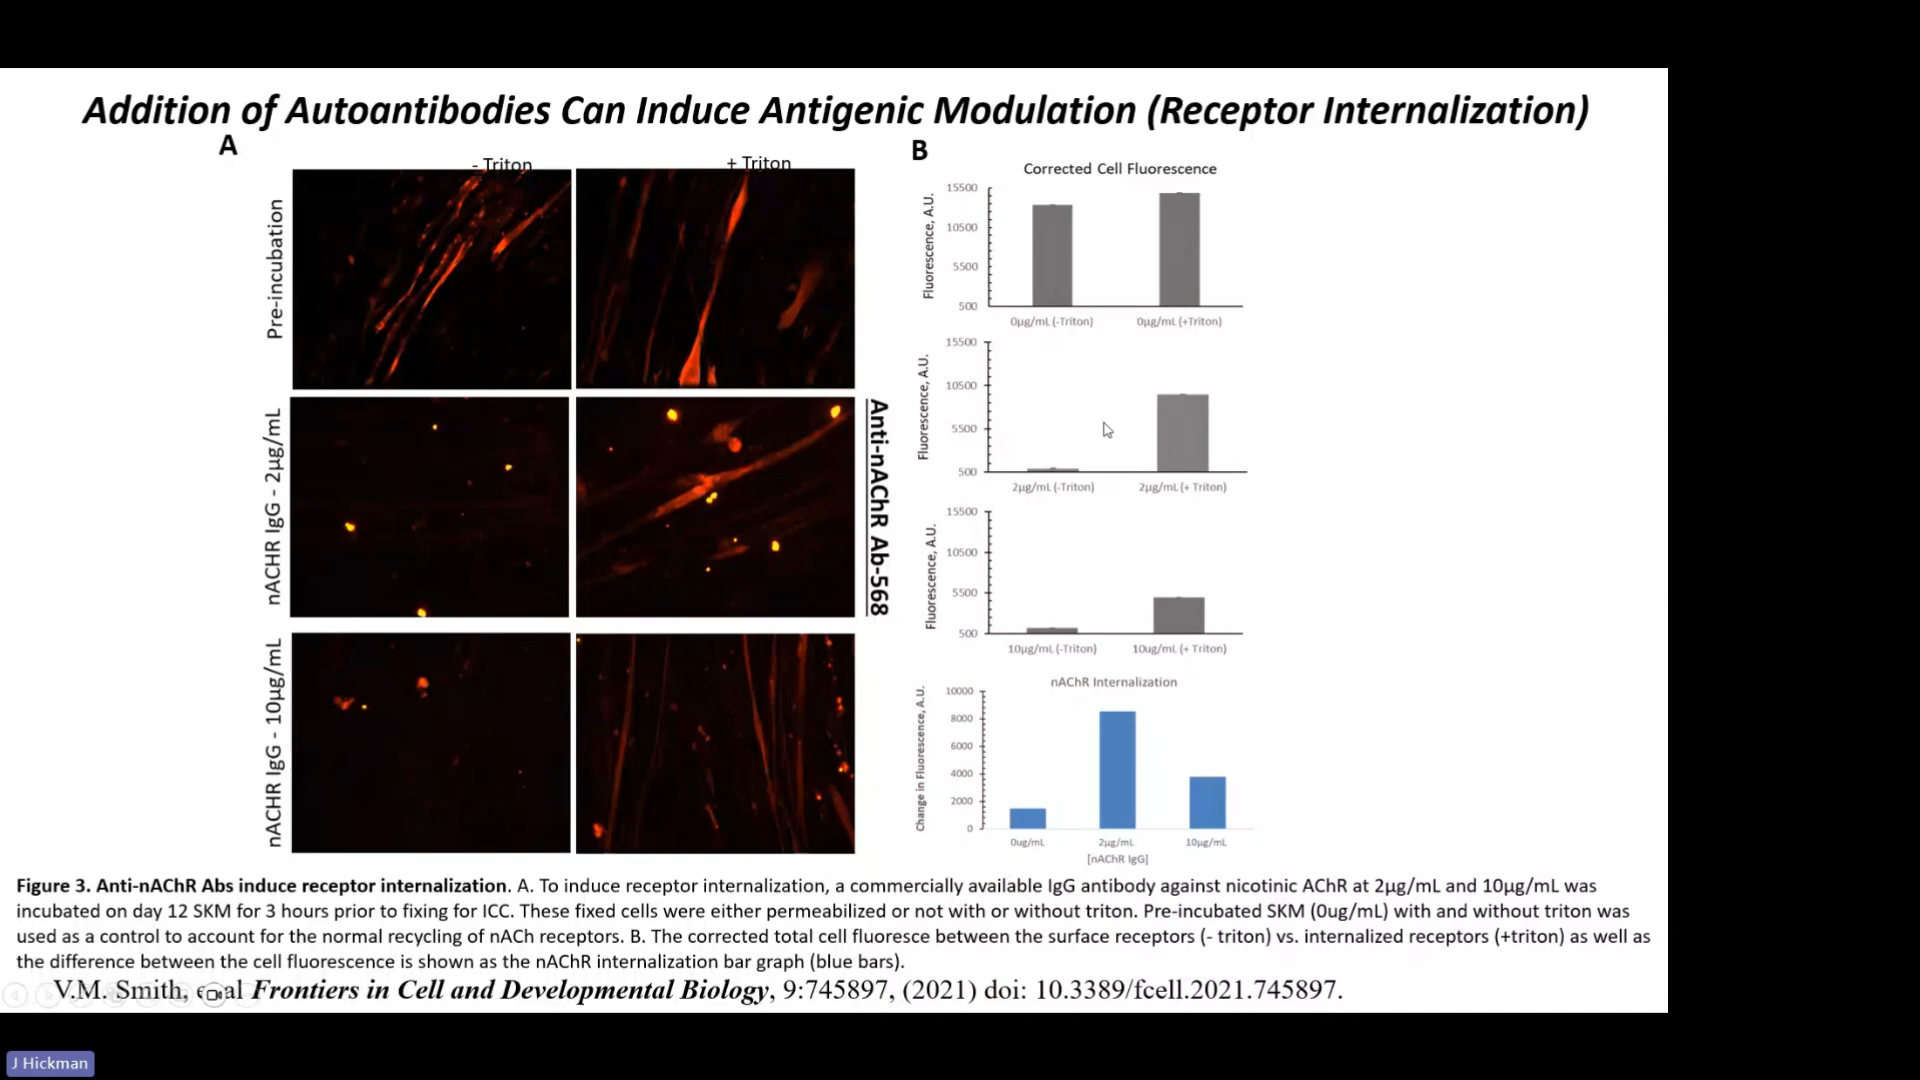 Addition of Autoantibodies Can Induce Antigenic Modulation (Receptor Internalization)
A
- Triton
+ Triton
Pre-incubation
nACHR IgG - 2µg/mL
nACHR IgG - 10µg/mL
Anti-nAChR Ab-568
B
Corrected Cell Fluorescence
Fluorescence, A.U.
15500
10500
5500
500
0µg/mL (-Triton)
0µg/mL (+Triton)
Fluorescence, A.U.
15500
10500
5500
500
2µg/mL (-Triton)
2µg/mL (+ Triton)
Fluorescence, A.U.
15500
10500
5500
500
10µg/mL (-Triton)
10ug/mL (+ Triton)
nAChR Internalization
Change in Fluorescence, A.U.
10000
8000
6000
4000
2000
0
0ug/mL
2µg/mL
10µg/mL
[nAChR IgG]
Figure 3. Anti-nAChR Abs induce receptor internalization. A. To induce receptor internalization, a commercially available IgG antibody against nicotinic AChR at 2µg/mL and 10µg/mL was
incubated on day 12 SKM for 3 hours prior to fixing for ICC. These fixed cells were either permeabilized or not with or without triton. Pre-incubated SKM (0ug/mL) with and without triton was
used as a control to account for the normal recycling of nACh receptors. B. The corrected total cell fluoresce between the surface receptors (- triton) vs. internalized receptors (+triton) as well as
the difference between the cell fluorescence is shown as the nAChR internalization bar graph (blue bars).
V.M. Smith, al Frontiers in Cell and Developmental Biology, 9:745897, (2021) doi: 10.3389/fcell.2021.745897.
J Hickman